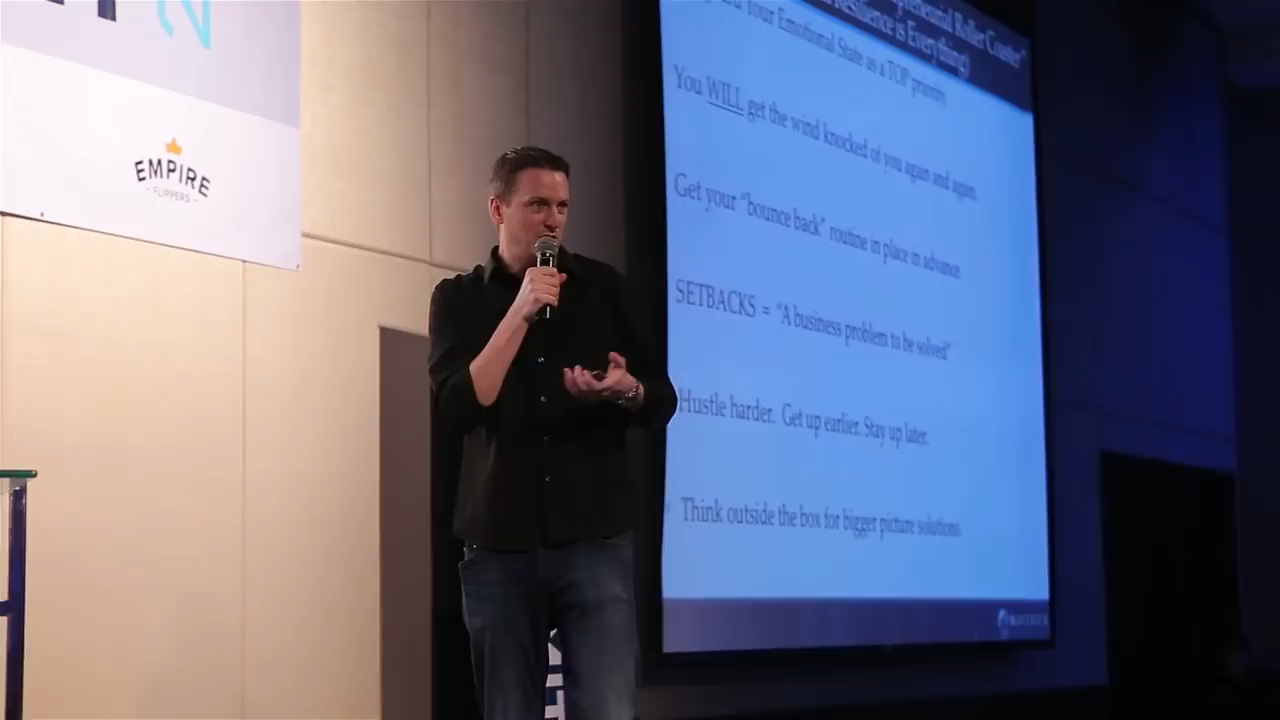 EMPIRE
FLIPPERS
Roller Coaster"
Resilience is Everything)
Your Emotional State as a TOP priority
You WILL get the wind knocked of you again and again.
Get your "bounce back" routine in place in advance.
SETBACKS = "A business problem to be solved"
Hustle harder. Get up earlier. Stay up later.
Think outside the box for bigger picture solutions.
MAVERICK